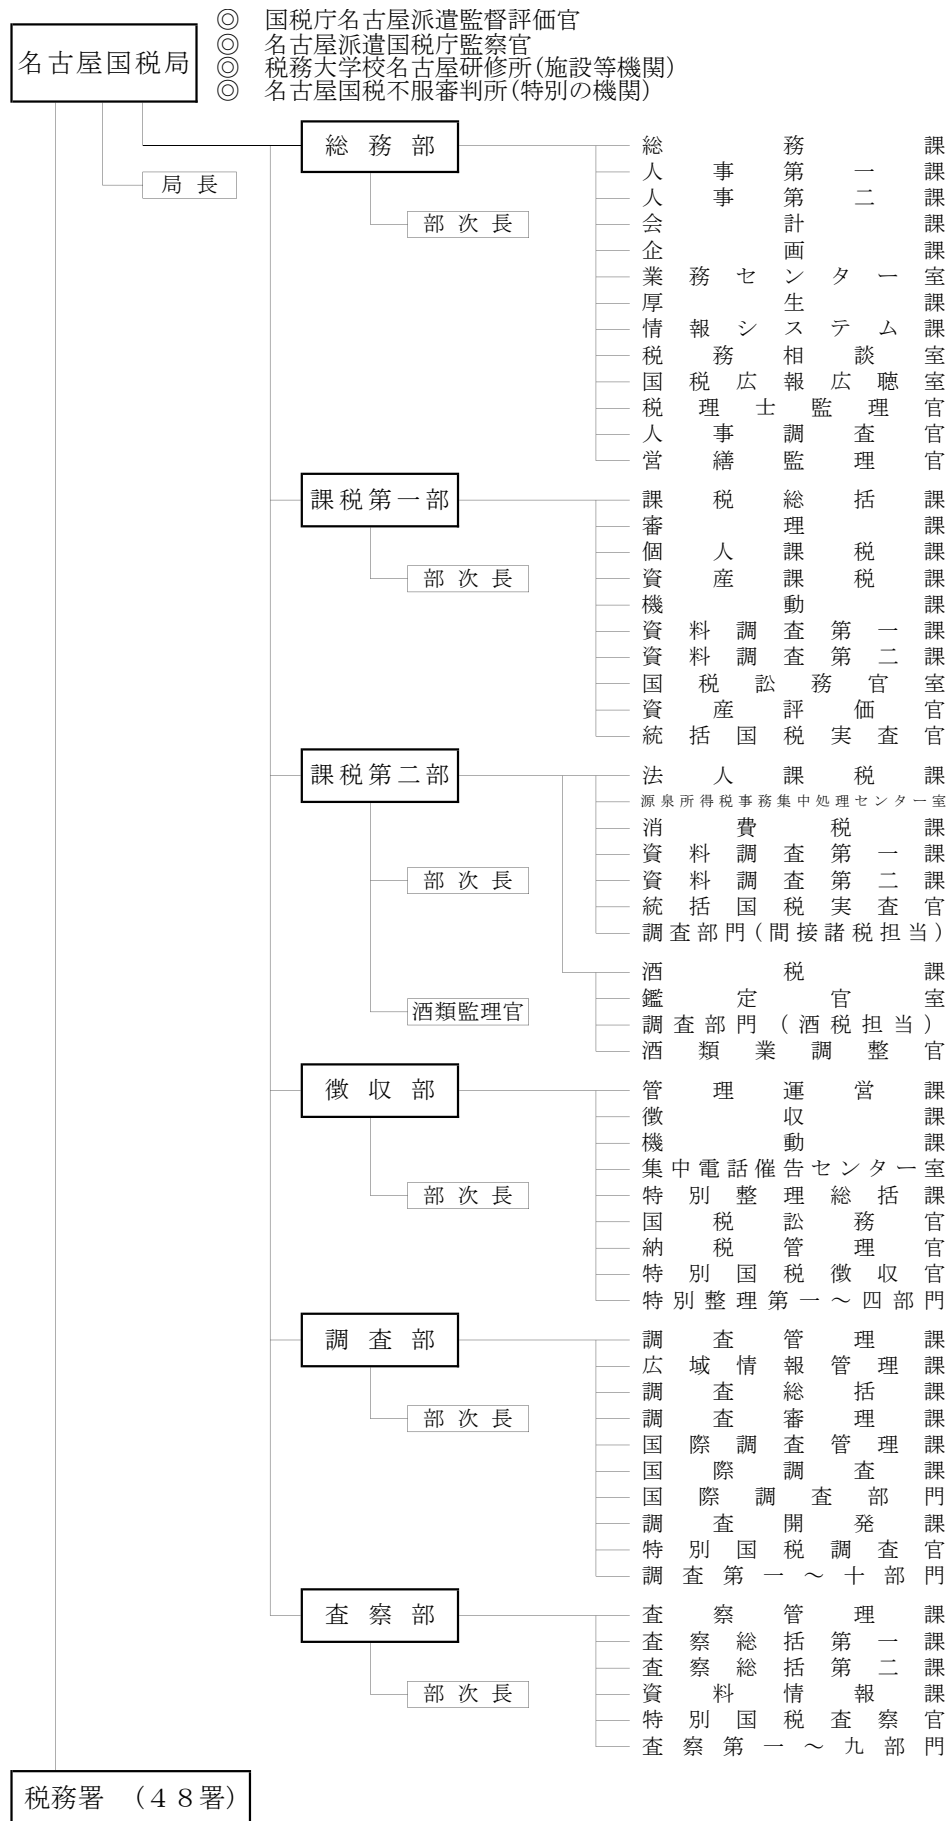 ◎ 国税庁名古屋派遣監督評価官
◎ 名古屋派遣国税庁監察官
◎ 税務大学校名古屋研修所(施設等機関)
◎ 名古屋国税不服審判所(特別の機関)
名古屋国税局
局長
総務部
部次長
総務課
人事第一課
人事第二課
会計課
企画課
業務センター室
厚生課
情報システム課
税務相談室
国税広報広聴室
税理士監理官
人事調査官
営繕監理官
課税第一部
部次長
課税総括課
審理課
個人課税課
資産課税課
機動課
資料調査第一課
資料調査第二課
国税訟務官室
資産評価官
統括国税実査官
課税第二部
部次長
酒類監理官
法人課税課
源泉所得税事務集中処理センター室
消費税課
資料調査第一課
資料調査第二課
統括国税実査官
調査部門(間接諸税担当)
酒税課
鑑定官室
調査部門(酒税担当)
酒類業調整官
徴収部
部次長
管理運営課
徴収課
機動課
集中電話催告センター室
特別整理総括課
国税訟務官
納税管理官
特別国税徴収官
特別整理第一～四部門
調査部
部次長
調査管理課
広域情報管理課
調査総括課
調査審理課
国際調査管理課
国際調査課
国際調査部門
調査開発課
特別国税調査官
調査第一～十部門
査察部
部次長
査察管理課
査察総括第一課
査察総括第二課
資料情報課
特別国税査察官
査察第一～九部門
税務署 (４８署)